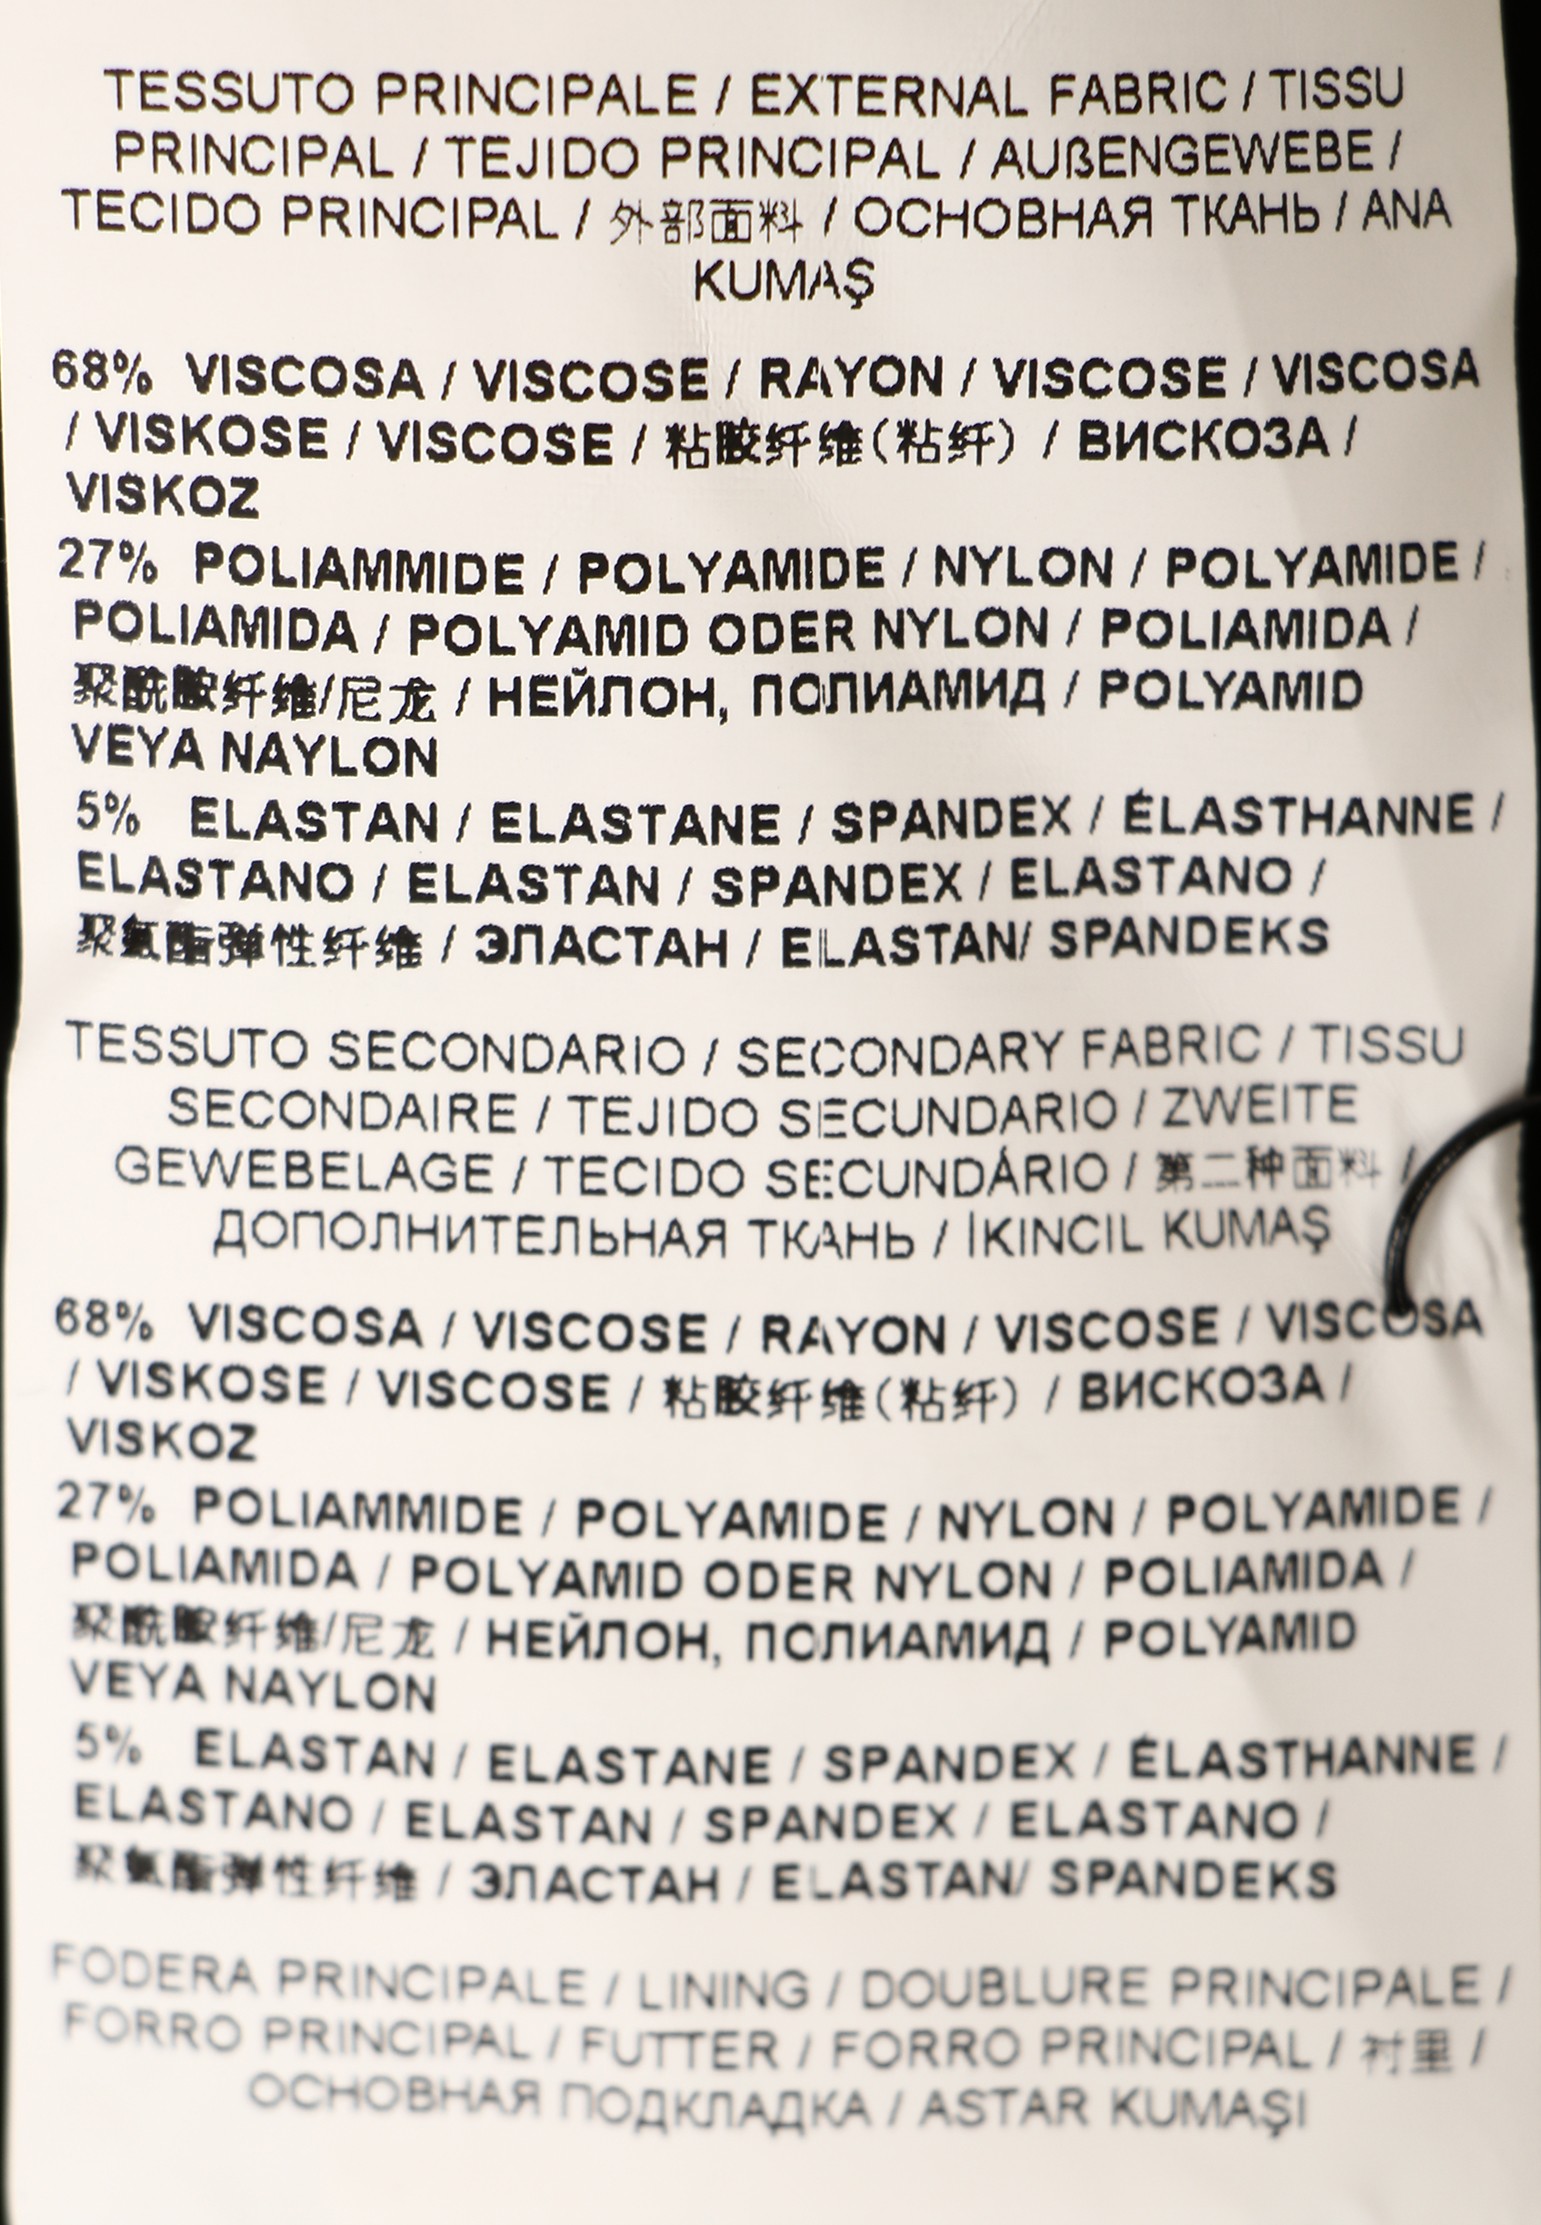 TESSUTO PRINCIPALE / EXTERNAL FABRIC / TISSU
PRINCIPAL / TEJIDO PRINCIPAL / AUßENGEWEBE /
TECIDO PRINCIPAL / 外部面料 / ОСНОВНАЯ ТКАНЬ / ANA
KUMAŞ
68% VISCOSA / VISCOSE / RAYON / VISCOSE / VISCOSA
/ VISKOSE / VISCOSE / 粘胶纤维(粘纤) / ВИСКОЗА /
VISKOZ
27% POLIAMMIDE / POLYAMIDE / NYLON / POLYAMIDE /
POLIAMIDA / POLYAMID ODER NYLON / POLIAMIDA /
聚酰胺纤维/尼龙 / НЕЙЛОН, ПОЛИАМИД / POLYAMID
VEYA NAYLON
5% ELASTAN / ELASTANE / SPANDEX / ÉLASTHANNE /
ELASTANO / ELASTAN / SPANDEX / ELASTANO /
聚氨酯弹性纤维 / ЭЛАСТАН / ELASTAN/ SPANDEKS
TESSUTO SECONDARIO / SECONDARY FABRIC / TISSU
SECONDAIRE / TEJIDO SECUNDARIO / ZWEITE
GEWEBELAGE / TECIDO SECUNDÁRIO / 第二种面料 /
ДОПОЛНИТЕЛЬНАЯ ТКАНЬ / İKINCIL KUMAŞ
68% VISCOSA / VISCOSE / RAYON / VISCOSE / VISCOSA
/ VISKOSE / VISCOSE / 粘胶纤维(粘纤) / ВИСКОЗА /
VISKOZ
27% POLIAMMIDE / POLYAMIDE / NYLON / POLYAMIDE /
POLIAMIDA / POLYAMID ODER NYLON / POLIAMIDA /
聚酰胺纤维/尼龙 / НЕЙЛОН, ПОЛИАМИД / POLYAMID
VEYA NAYLON
5% ELASTAN / ELASTANE / SPANDEX / ÉLASTHANNE /
ELASTANO / ELASTAN / SPANDEX / ELASTANO /
聚氨酯弹性纤维 / ЭЛАСТАН / ELASTAN/ SPANDEKS
FODERA PRINCIPALE / LINING / DOUBLURE PRINCIPALE /
FORRO PRINCIPAL / FUTTER / FORRO PRINCIPAL / 衬里 /
ОСНОВНАЯ ПОДКЛАДКА / ASTAR KUMAŞI